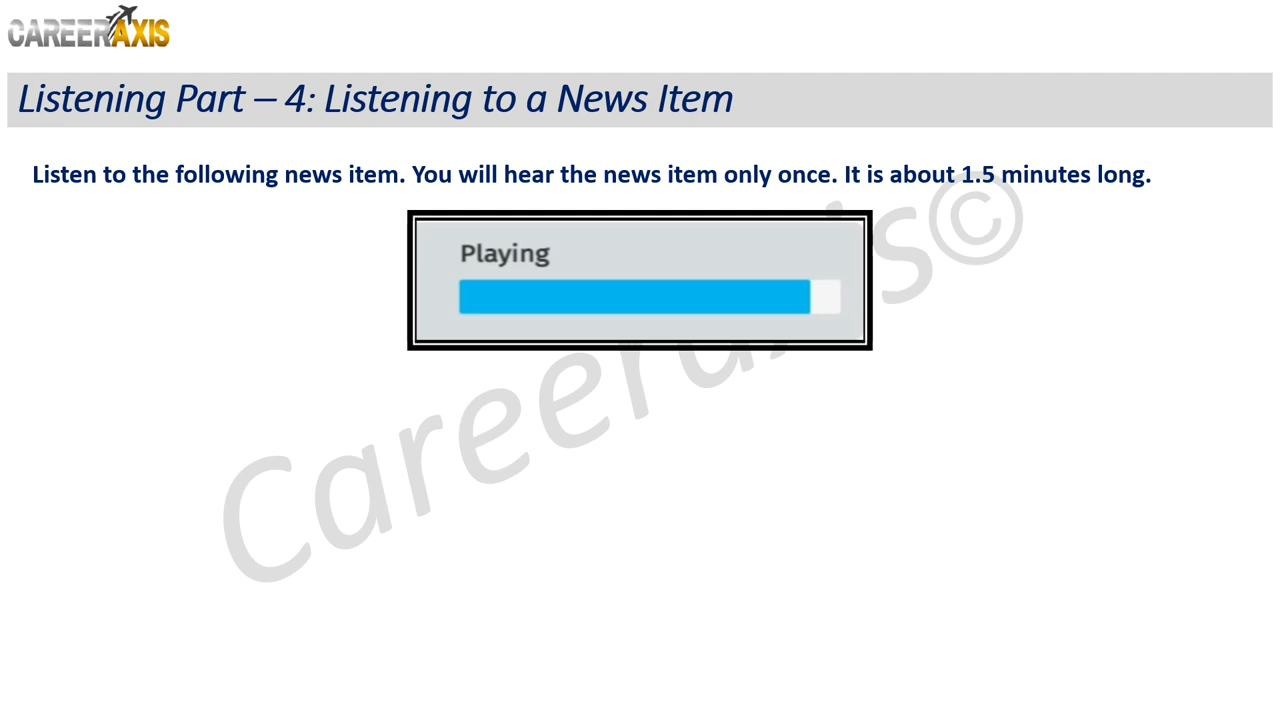 CAREERAXIS
Listening Part – 4: Listening to a News Item
Listen to the following news item. You will hear the news item only once. It is about 1.5 minutes long.
Playing
Careeraxis©